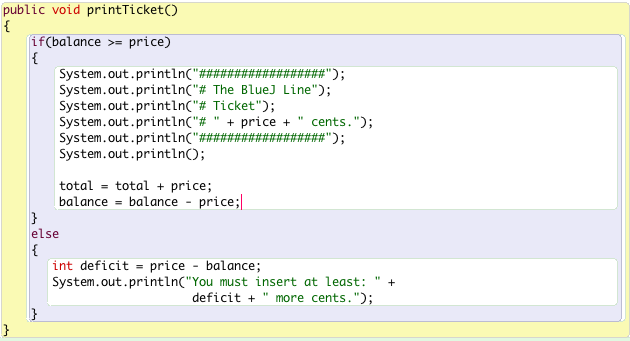 public void printTicket()
{
    if(balance >= price)
    {
        System.out.println("##################");
        System.out.println("# The BlueJ Line");
        System.out.println("# Ticket");
        System.out.println("# " + price + " cents.");
        System.out.println("##################");
        System.out.println();

        total = total + price;
        balance = balance - price;
    }
    else
    {
        int deficit = price - balance;
        System.out.println("You must insert at least: " +
                           deficit + " more cents.");
    }
}